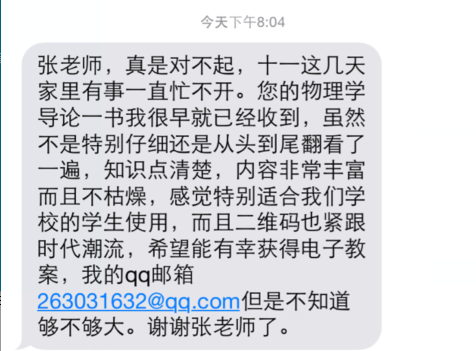 今天下午8:04
张老师，真是对不起，十一这几天
家里有事一直忙不开。您的物理学
导论一书我很早就已经收到，虽然
不是特别仔细还是从头到尾翻看了
一遍，知识点清楚，内容非常丰富
而且不枯燥，感觉特别适合我们学
校的学生使用，而且二维码也紧跟
时代潮流，希望能有幸获得电子教
案，我的qq邮箱
263031632@qq.com但是不知道
够不够大。谢谢张老师了。